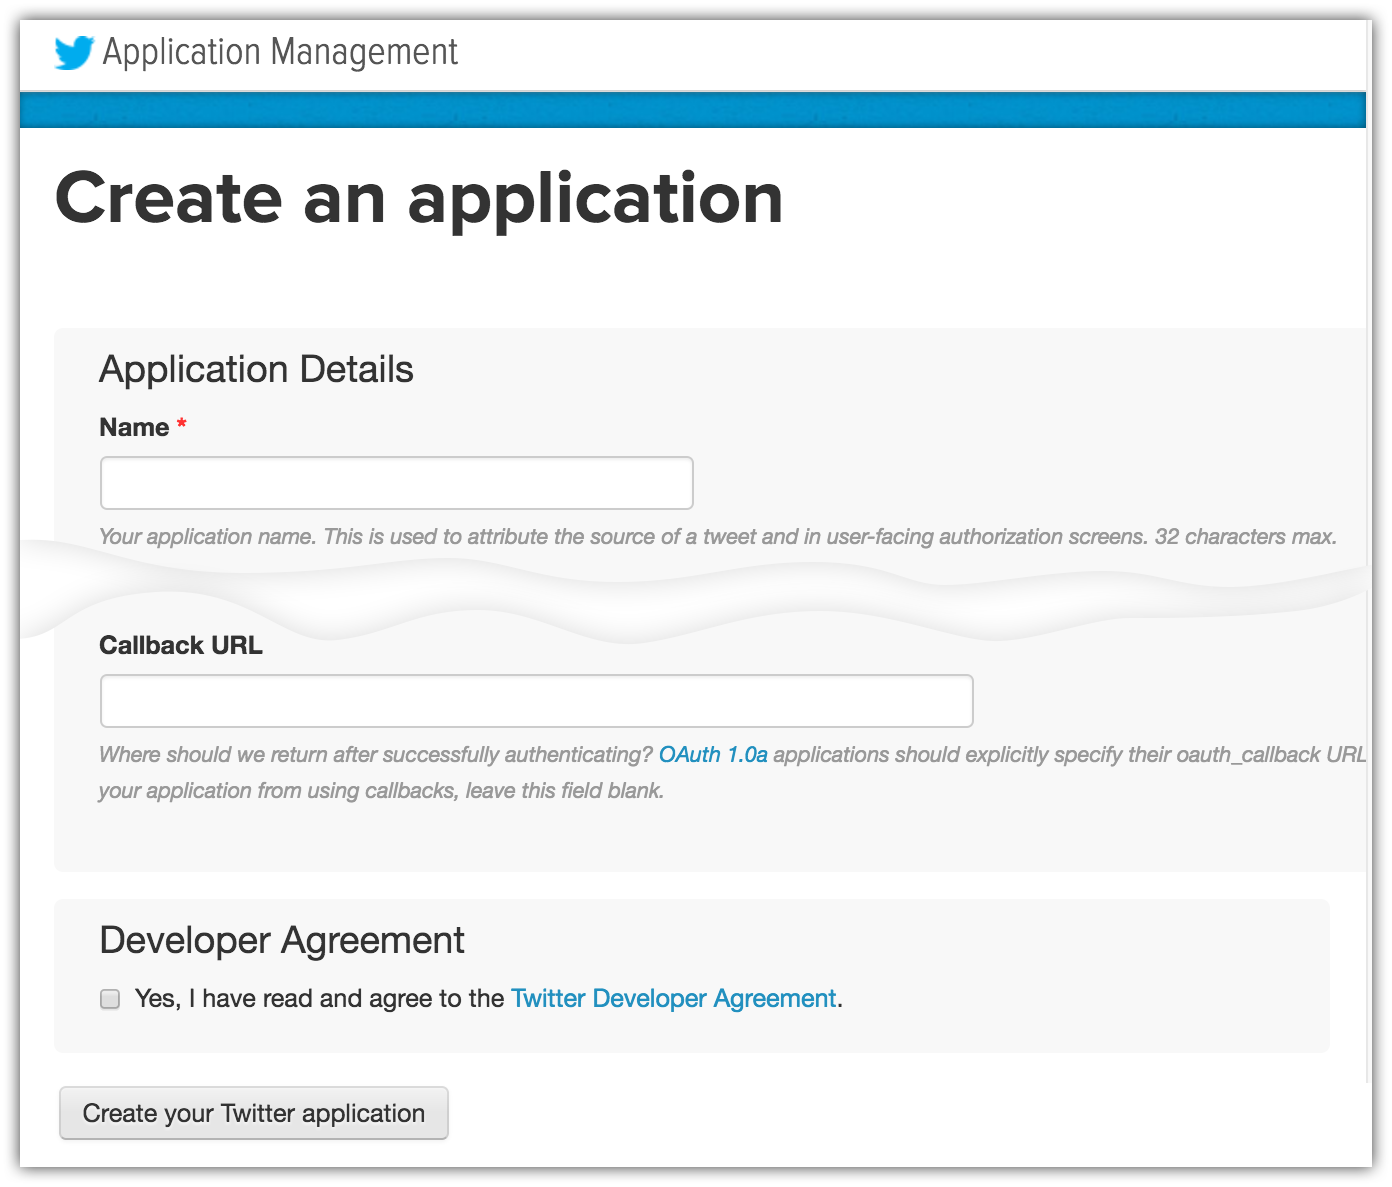 Application Management
Create an application
Application Details
Name *
Your application name. This is used to attribute the source of a tweet and in user-facing authorization screens. 32 characters max.
Callback URL
Where should we return after successfully authenticating? OAuth 1.0a applications should explicitly specify their oauth_callback URL
your application from using callbacks, leave this field blank.
Developer Agreement
Yes, I have read and agree to the Twitter Developer Agreement.
Create your Twitter application